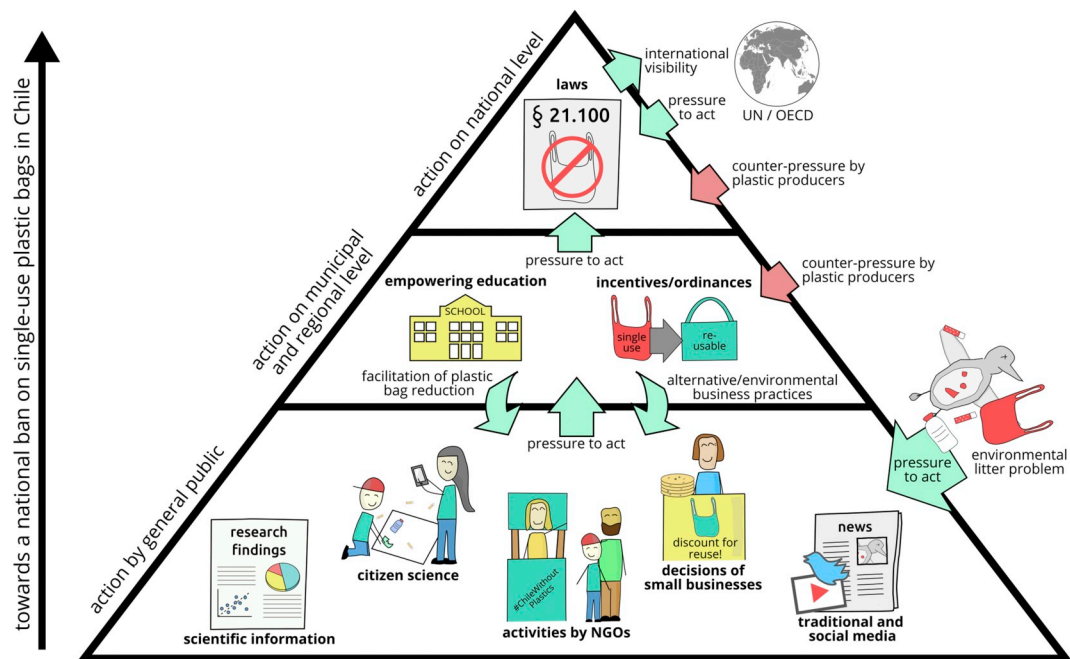 towards a national ban on single-use plastic bags in Chile
action on national level
laws
§ 21.100
international
visibility
UN / OECD
pressure
to act
counter-pressure by
plastic producers
pressure to act
action on municipal
and regional level
empowering education
SCHOOL
incentives/ordinances
single
use
re-
usable
counter-pressure by
plastic producers
facilitation of plastic
bag reduction
alternative/environmental
business practices
pressure to act
environmental
litter problem
pressure
to act
action by general public
research
findings
scientific information
citizen science
#ChileWithout
Plastics
activities by NGOs
discount for
reuse!
decisions of
small businesses
news
traditional and
social media